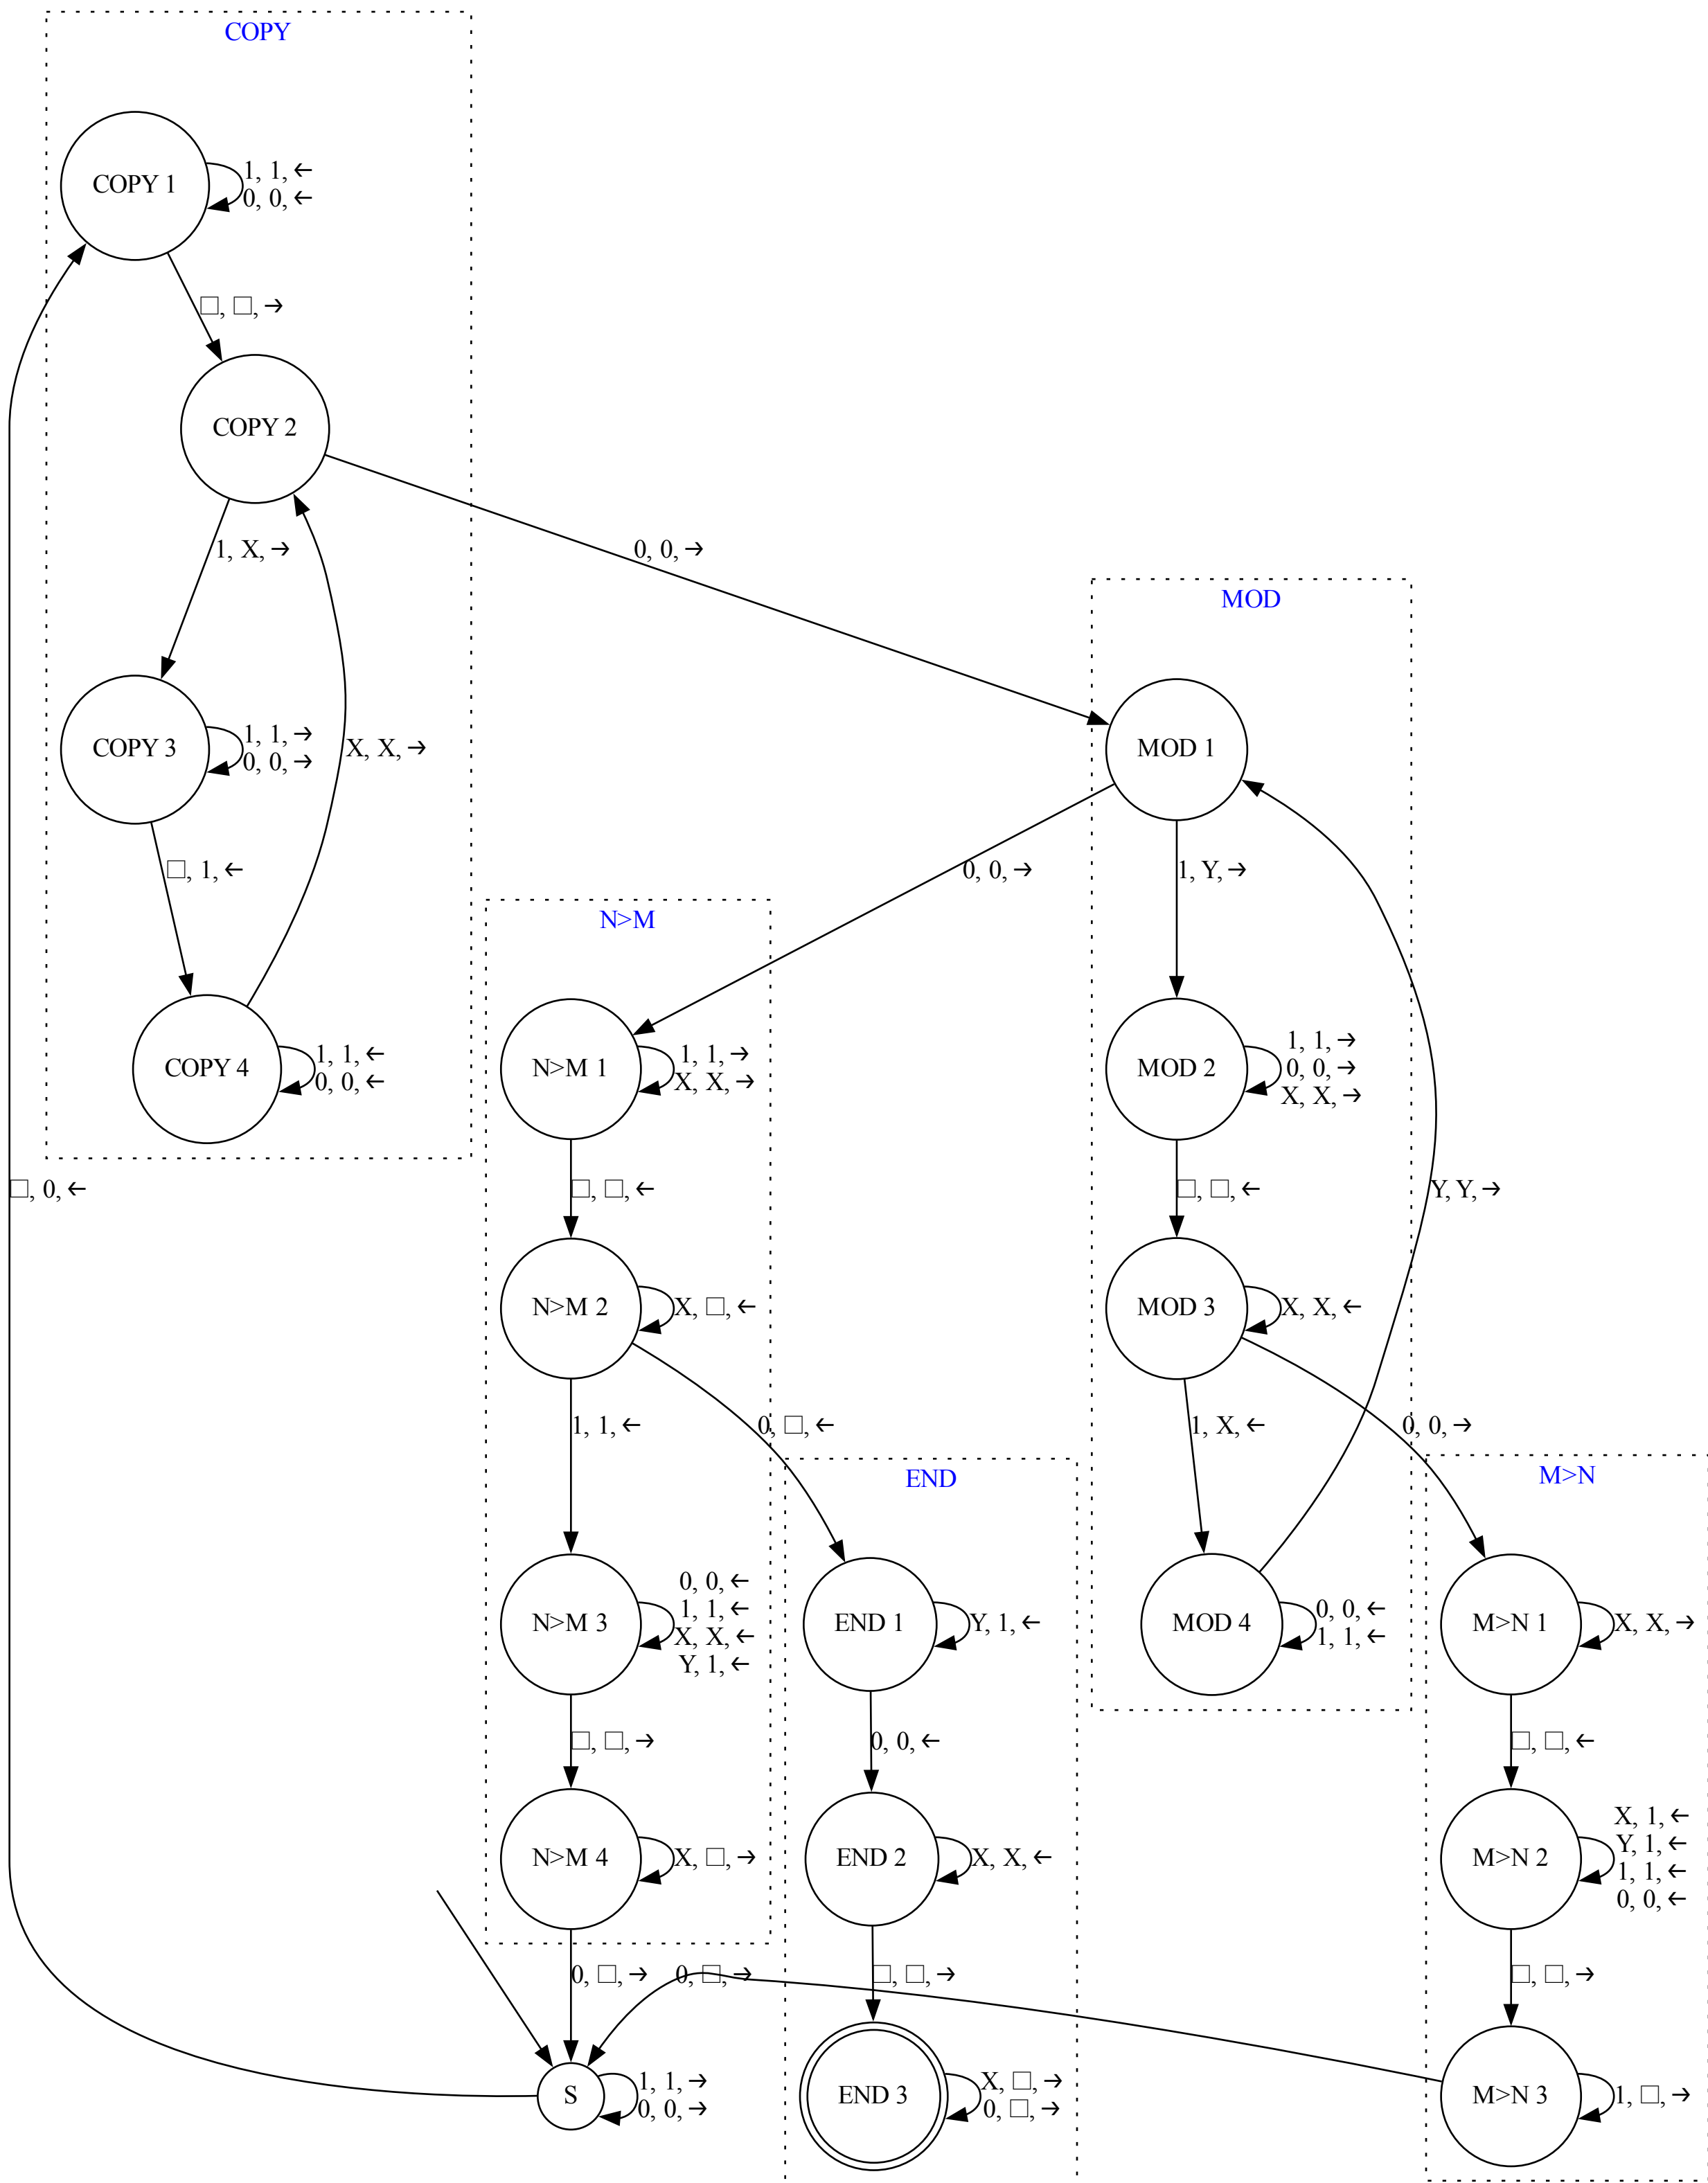 COPY
COPY 1
1, 1, ←
0, 0, ←
□, □, →
COPY 2
1, X, →
0, 0, →
MOD
COPY 3
1, 1, →
0, 0, →
X, X, →
MOD 1
□, 1, ←
0, 0, →
1, Y, →
N>M
COPY 4
1, 1, ←
0, 0, ←
N>M 1
1, 1, →
X, X, →
MOD 2
1, 1, →
0, 0, →
X, X, →
□, 0, ←
□, □, ←
□, □, ←
Y, Y, →
N>M 2
X, □, ←
MOD 3
X, X, ←
1, 1, ←
0, □, ←
1, X, ←
0, 0, →
END
M>N
N>M 3
0, 0, ←
1, 1, ←
X, X, ←
Y, 1, ←
END 1
Y, 1, ←
MOD 4
0, 0, ←
1, 1, ←
M>N 1
X, X, →
□, □, →
0, 0, ←
□, □, ←
N>M 4
X, □, →
END 2
X, X, ←
M>N 2
X, 1, ←
Y, 1, ←
1, 1, ←
0, 0, ←
0, □, →
0, □, →
□, □, →
□, □, →
S
1, 1, →
0, 0, →
END 3
X, □, →
0, □, →
M>N 3
1, □, →